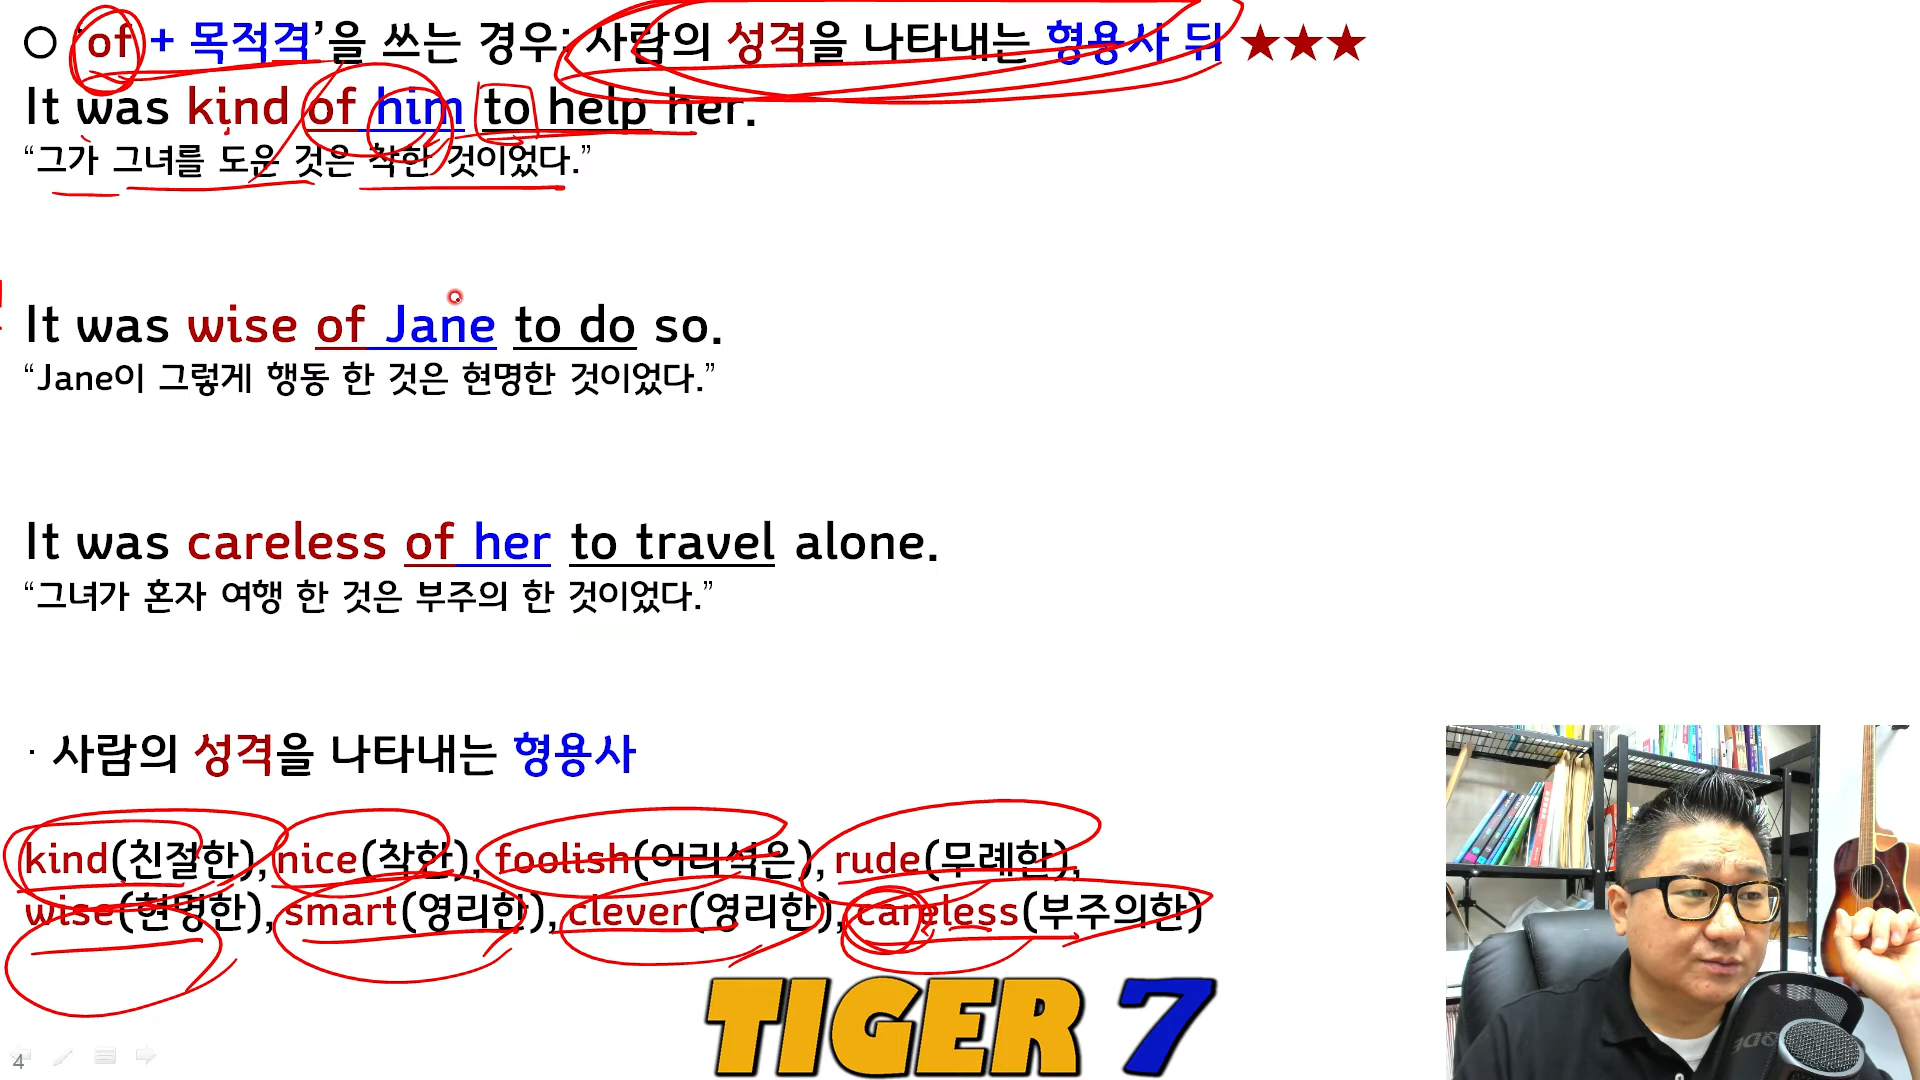 ○ ‘of + 목적격’을 쓰는 경우: 사람의 성격을 나타내는 형용사 뒤 ★★★
It was kind of him to help her.
“그가 그녀를 도운 것은 착한 것이었다.”
It was wise of Jane to do so.
“Jane이 그렇게 행동 한 것은 현명한 것이었다.”
It was careless of her to travel alone.
“그녀가 혼자 여행 한 것은 부주의 한 것이었다.”
· 사람의 성격을 나타내는 형용사
kind(친절한), nice(착한), foolish(어리석은), rude(무례한),
wise(현명한), smart(영리한), clever(영리한), careless(부주의한)
TIGER 7
4